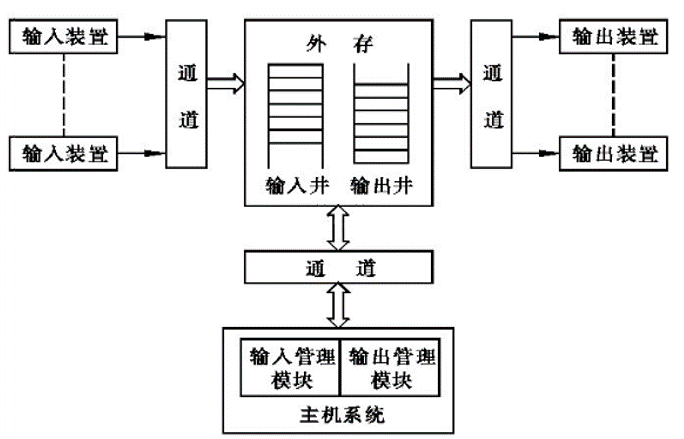 输入装置
输入装置
通道
外 存
输入井
输出井
通道
输出装置
输出装置
通 道
输入管理
模块
输出管理
模块
主机系统